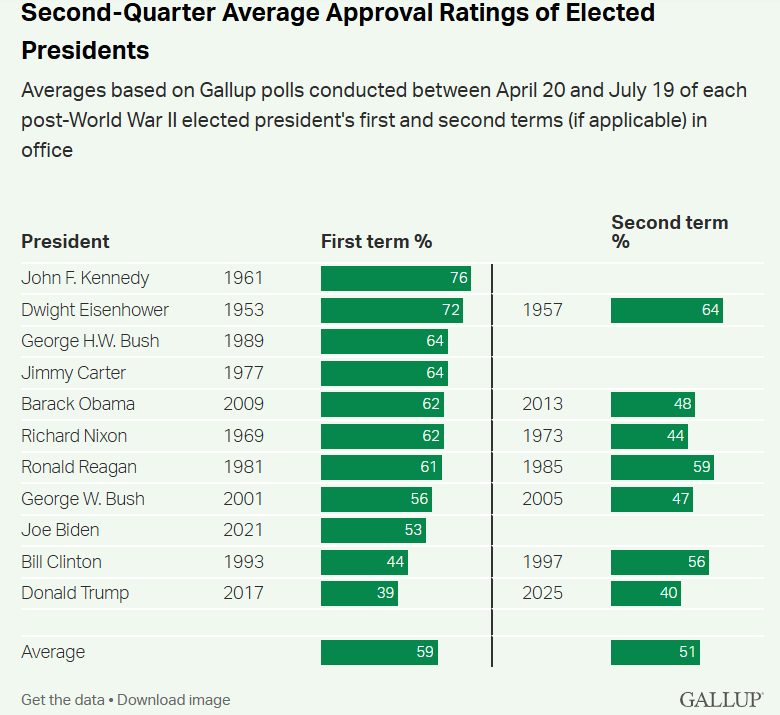 Second-Quarter Average Approval Ratings of Elected
Presidents
Averages based on Gallup polls conducted between April 20 and July 19 of each
post-World War II elected president's first and second terms (if applicable) in
office
President First term % Second term
%
John F. Kennedy 1961 76
Dwight Eisenhower 1953 72 1957 64
George H.W. Bush 1989 64
Jimmy Carter 1977 64
Barack Obama 2009 62 2013 48
Richard Nixon 1969 62 1973 44
Ronald Reagan 1981 61 1985 59
George W. Bush 2001 56 2005 47
Joe Biden 2021 53
Bill Clinton 1993 44 1997 56
Donald Trump 2017 39 2025 40
Average 59 51
Get the data • Download image GALLUP